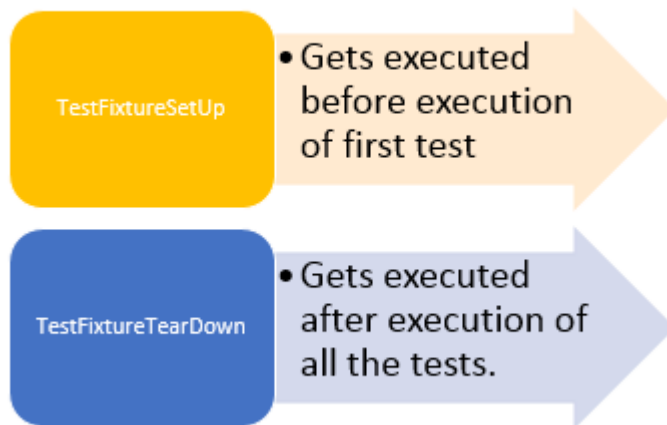 TestFixtureSetUp
• Gets executed
before execution
of first test
TestFixtureTearDown
• Gets executed
after execution of
all the tests.